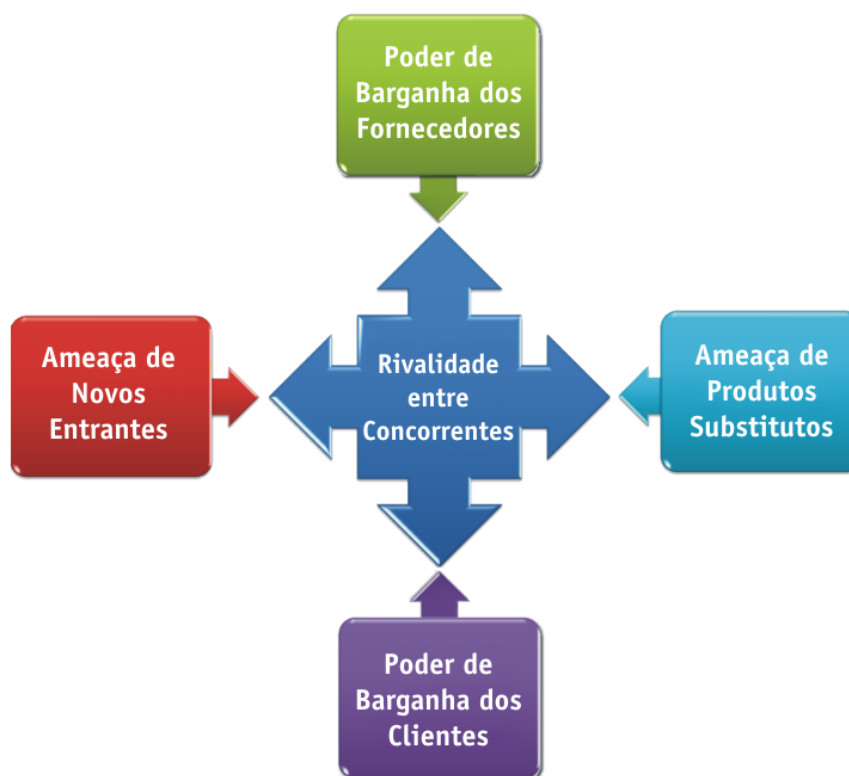 Poder de
Barganha dos
Fornecedores
Ameaça de
Novos
Entrantes
Rivalidade
entre
Concorrentes
Ameaça de
Produtos
Substitutos
Poder de
Barganha dos
Clientes